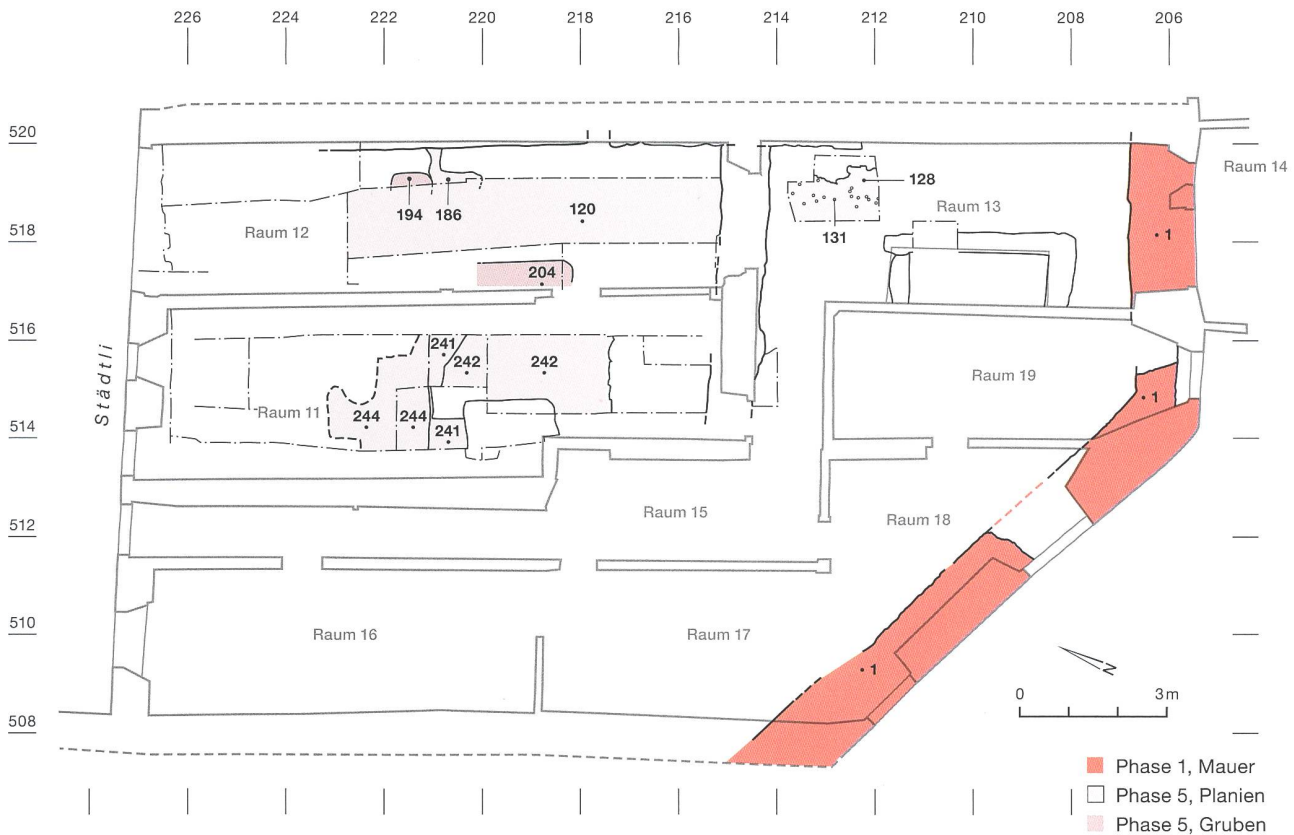 226 224 222 220 218 216 214 212 210 208 206
520
Raum 14
194 186 120 128
Raum 13
131
Raum 12
518
1
204
516
Städtli
241
242 242
Raum 19
1
Raum 11
244 244
241
514
512
Raum 15
Raum 18
510
Raum 16 Raum 17
1
N
0 3m
508
Phase 1, Mauer
Phase 5, Planien
Phase 5, Gruben